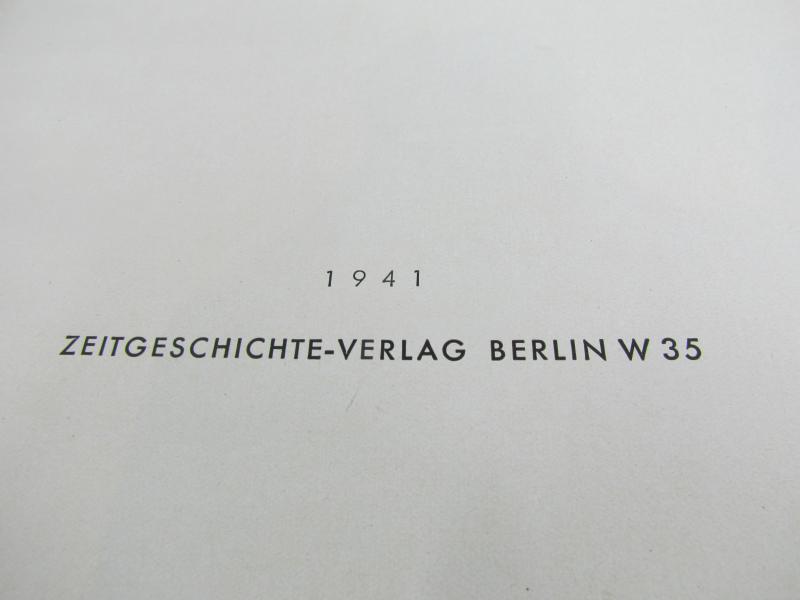 1941
ZEITGESCHICHTE-VERLAG BERLIN W 35